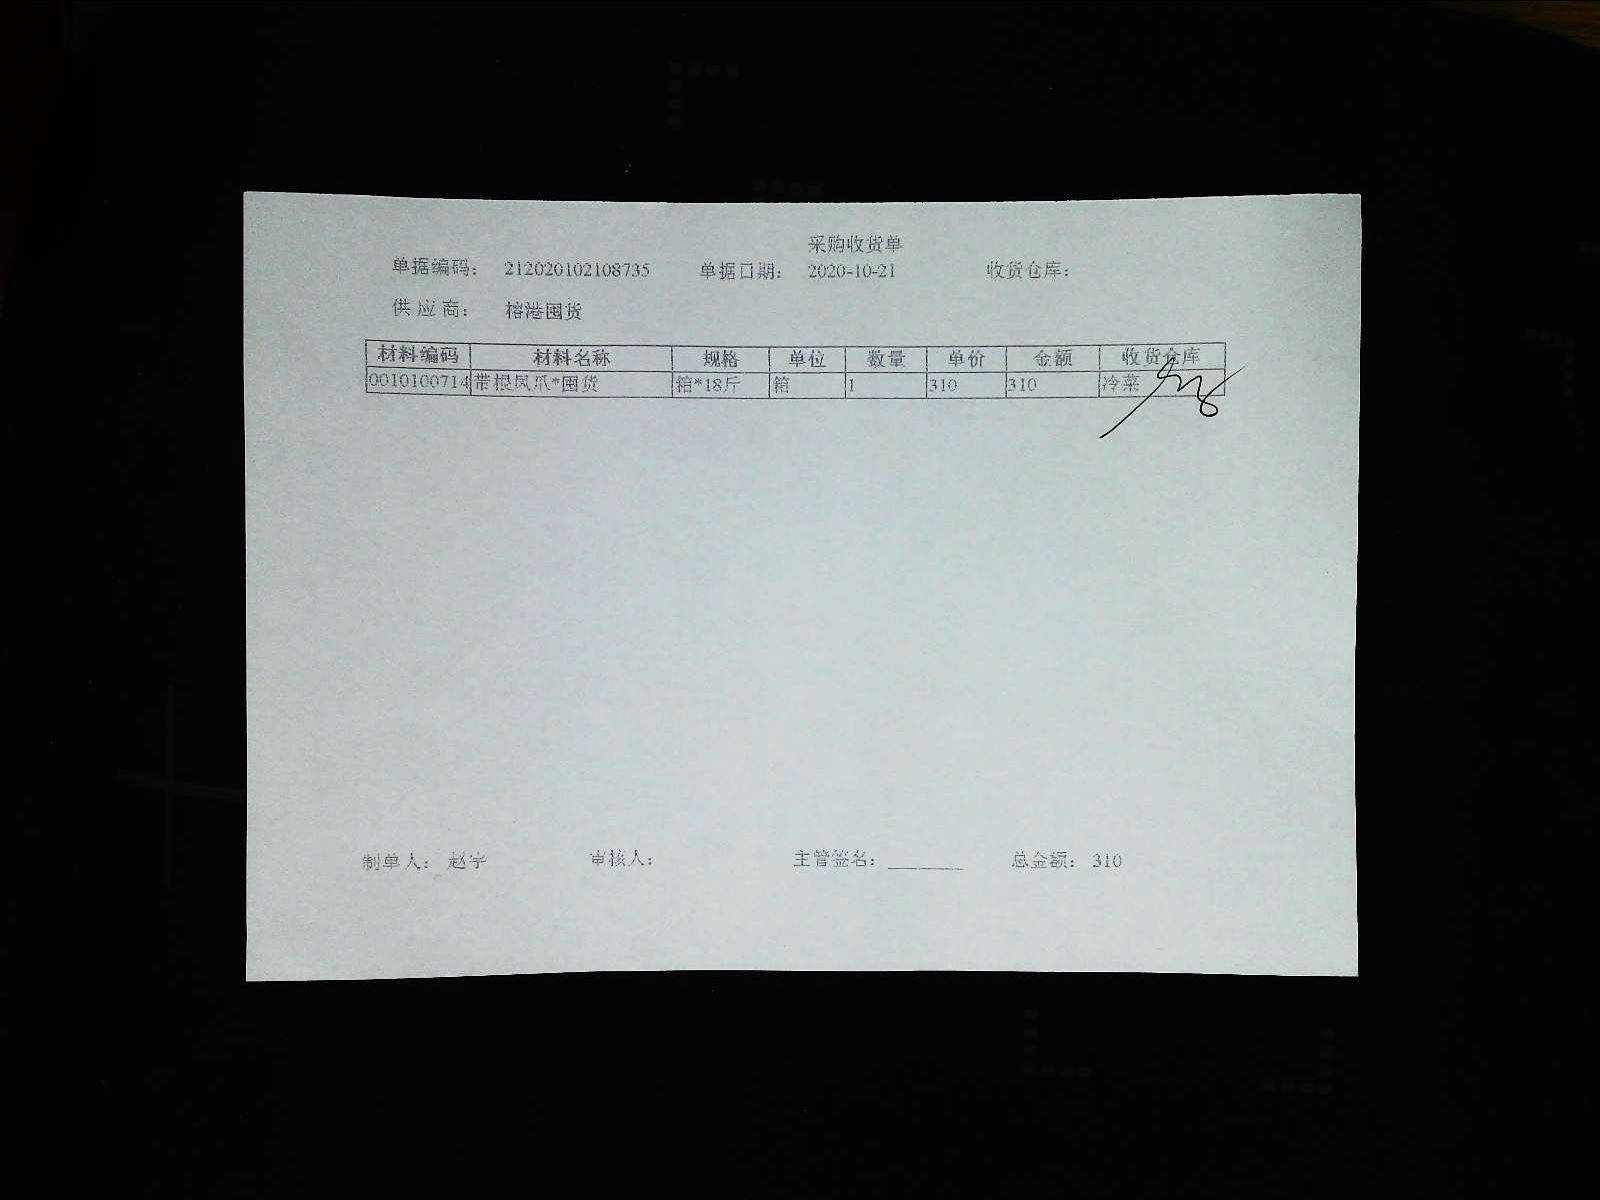 采购收货单
单据编码： 212020102108735 单据日期： 2020-10-21 收货仓库：
供应商： 榕港囤货
材料编码 材料名称 规格 单位 数量 单价 金额 收货仓库
0010100714 带根凤爪*囤货 箱*18斤 箱 1 310 310 冷菜
制单人： 赵宇 审核人： 主管签名： 总金额： 310